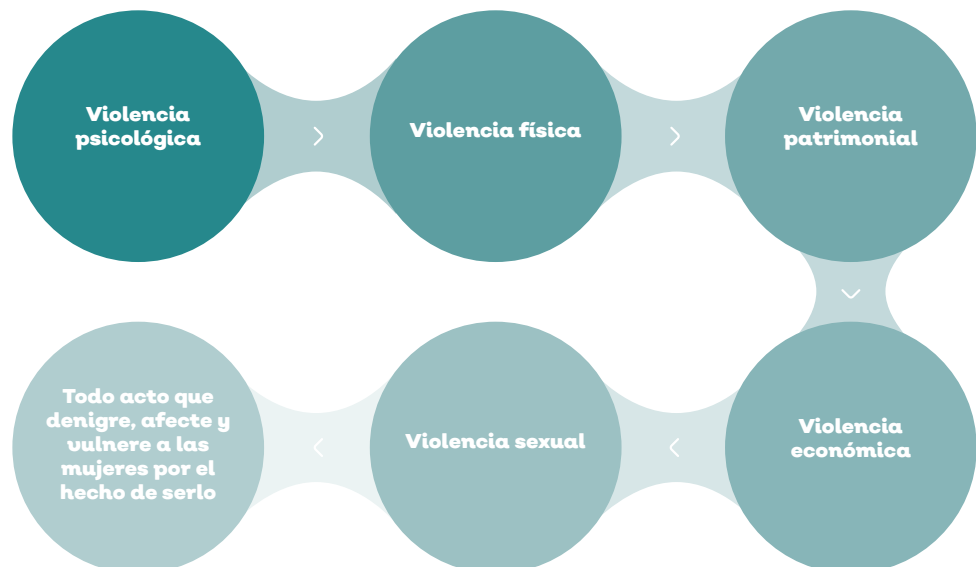 Violencia
psicológica
Violencia física
Violencia
patrimonial
Violencia
económica
Violencia sexual
Todo acto que
denigre, afecte y
vulnere a las
mujeres por el
hecho de serlo